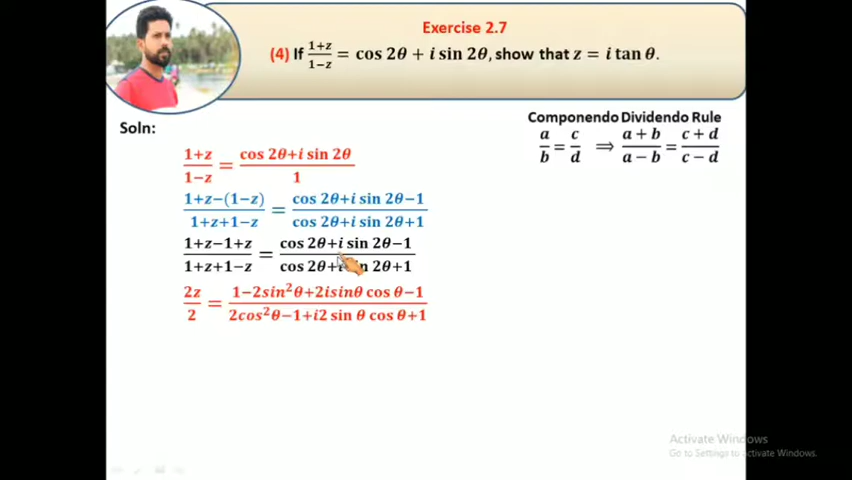 Exercise 2.7
(4) If (1+z)/(1−z) = cos 2θ + i sin 2θ, show that z = i tan θ.
Componendo Dividendo Rule
a/b = c/d ⟹ (a + b)/(a − b) = (c + d)/(c − d)
Soln:
(1+z)/(1−z) = (cos 2θ+i sin 2θ)/1
(1+z−(1−z))/(1+z+1−z) = (cos 2θ+i sin 2θ−1)/(cos 2θ+i sin 2θ+1)
(1+z−1+z)/(1+z+1−z) = (cos 2θ+i sin 2θ−1)/(cos 2θ+i sin 2θ+1)
2z/2 = (1−2sin²θ+2isinθ cos θ−1)/(2cos²θ−1+i2 sin θ cos θ+1)
Activate Windows
Go to Settings to Activate Windows.